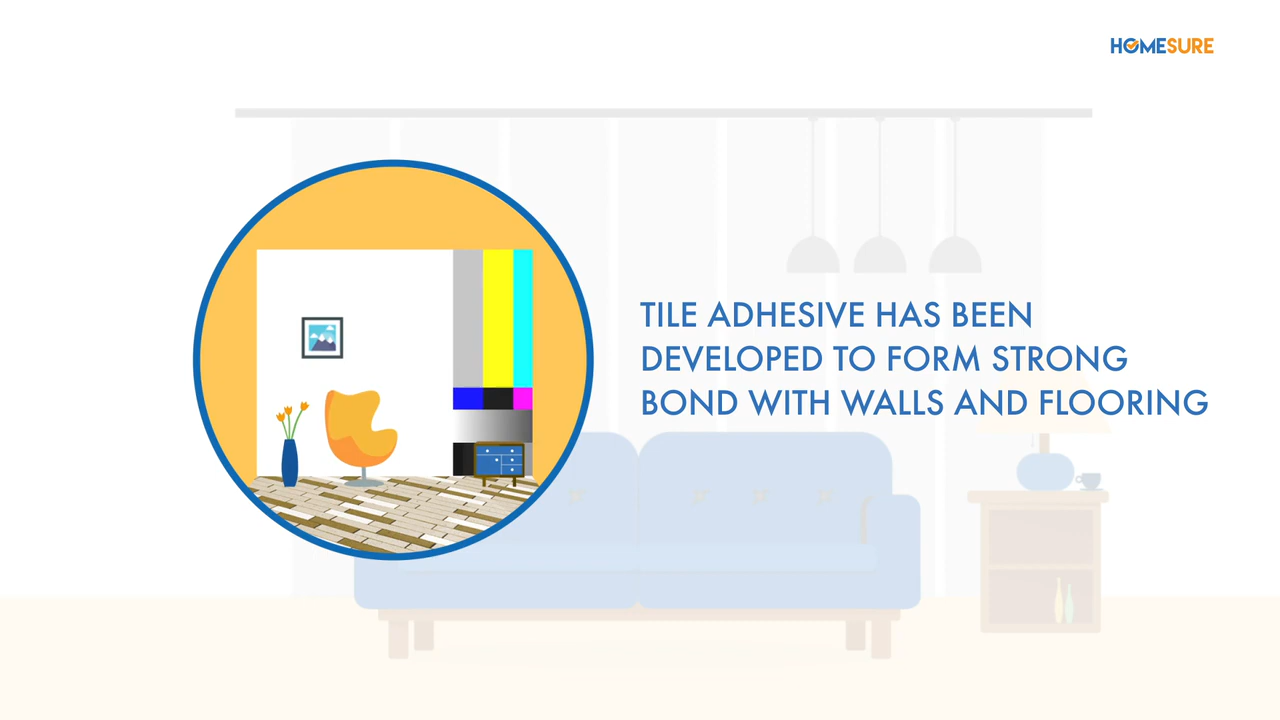 HOMESURE
TILE ADHESIVE HAS BEEN
DEVELOPED TO FORM STRONG
BOND WITH WALLS AND FLOORING